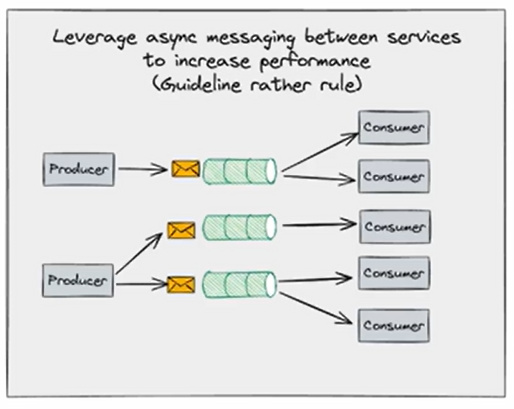 Leverage async messaging between services
to increase performance
(Guideline rather rule)
Consumer
Producer
Consumer
Consumer
Producer
Consumer
Consumer